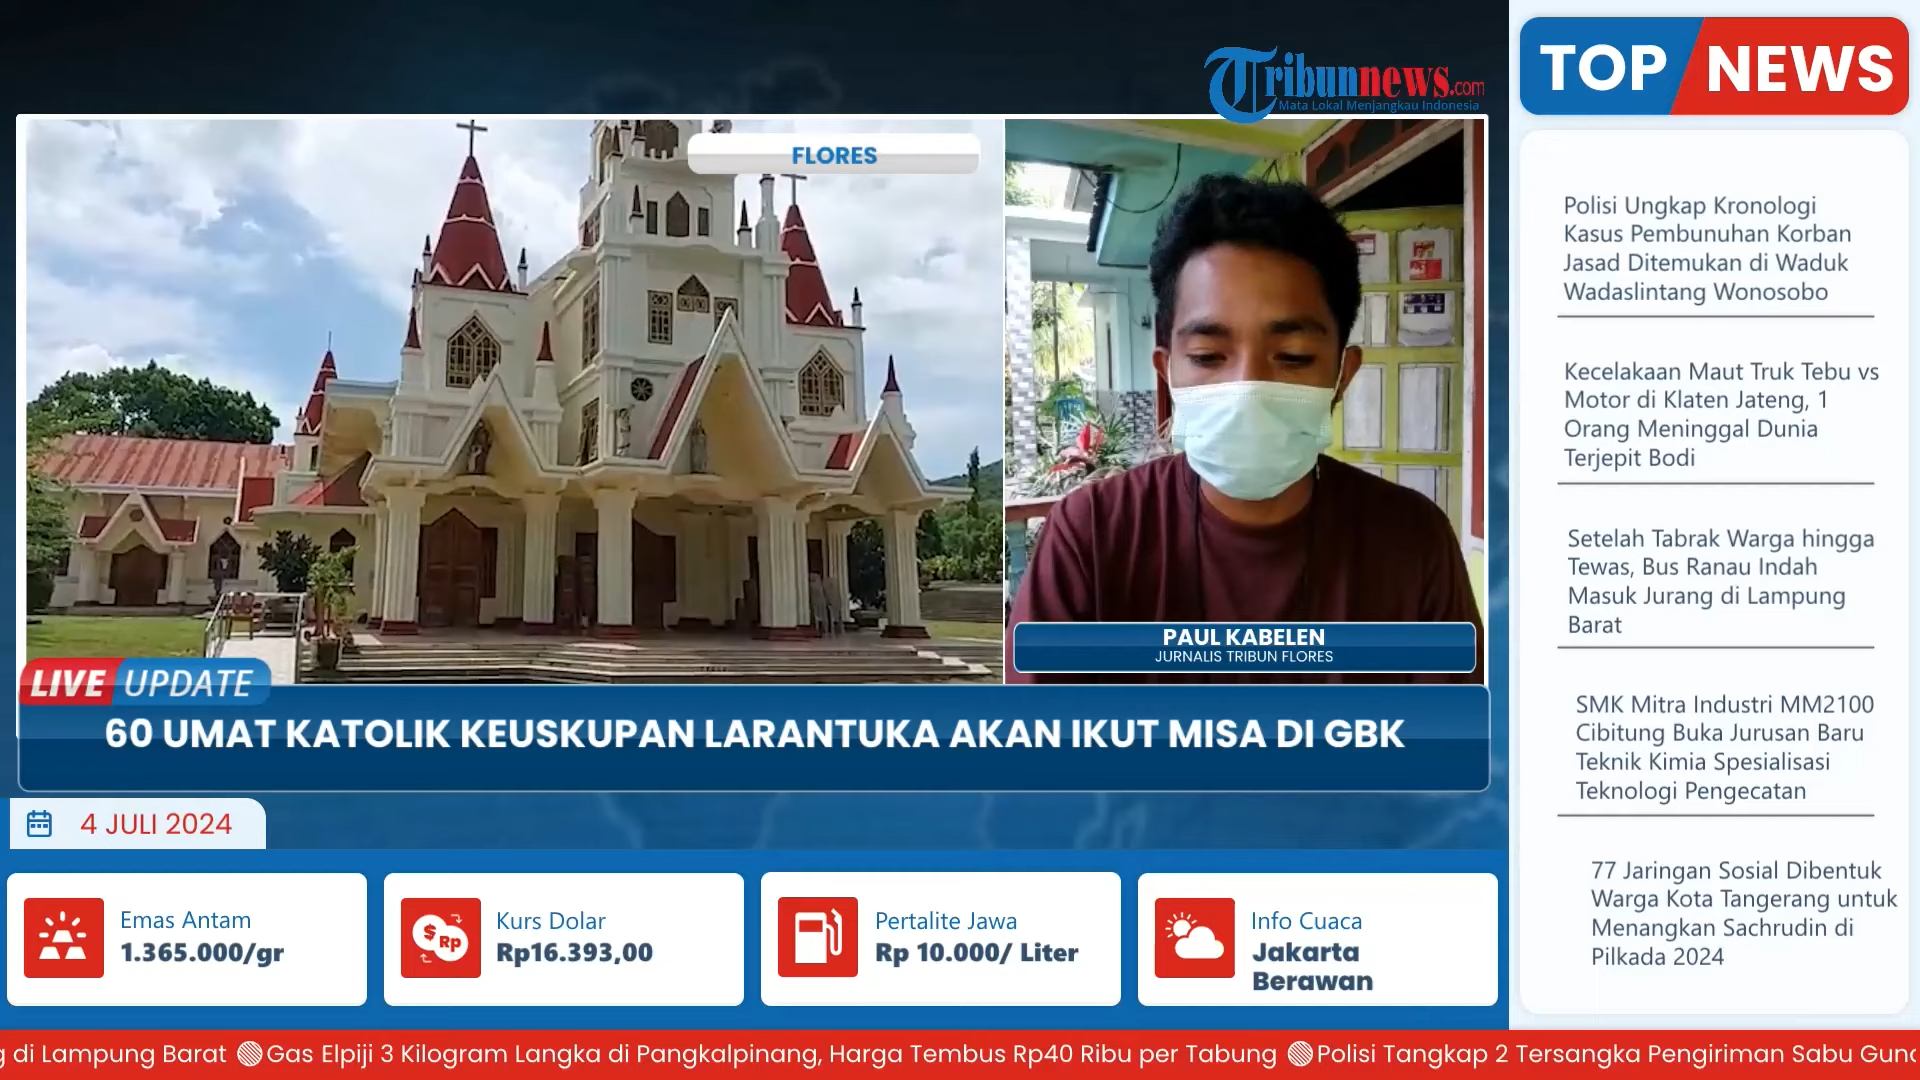 Tribunnews.com
Mata Lokal Menjangkau Indonesia
TOP NEWS
FLORES
PAUL KABELEN
JURNALIS TRIBUN FLORES
LIVE UPDATE
60 UMAT KATOLIK KEUSKUPAN LARANTUKA AKAN IKUT MISA DI GBK
4 JULI 2024
Emas Antam
1.365.000/gr
Kurs Dolar
Rp16.393,00
Pertalite Jawa
Rp 10.000/ Liter
Info Cuaca
Jakarta
Berawan
Polisi Ungkap Kronologi
Kasus Pembunuhan Korban
Jasad Ditemukan di Waduk
Wadaslintang Wonosobo
Kecelakaan Maut Truk Tebu vs
Motor di Klaten Jateng, 1
Orang Meninggal Dunia
Terjepit Bodi
Setelah Tabrak Warga hingga
Tewas, Bus Ranau Indah
Masuk Jurang di Lampung
Barat
SMK Mitra Industri MM2100
Cibitung Buka Jurusan Baru
Teknik Kimia Spesialisasi
Teknologi Pengecatan
77 Jaringan Sosial Dibentuk
Warga Kota Tangerang untuk
Menangkan Sachrudin di
Pilkada 2024
g di Lampung Barat Gas Elpiji 3 Kilogram Langka di Pangkalpinang, Harga Tembus Rp40 Ribu per Tabung Polisi Tangkap 2 Tersangka Pengiriman Sabu